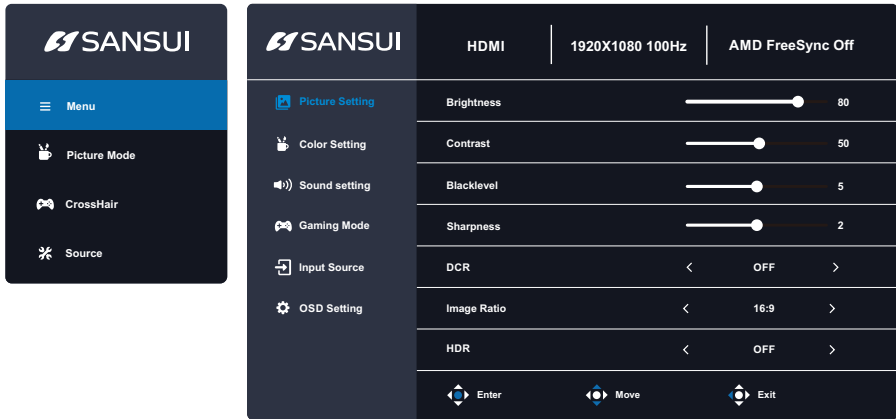 SANSUI
Menu
Picture Mode
CrossHair
Source
SANSUI
HDMI
1920X1080 100Hz
AMD FreeSync Off
Picture Setting
Color Setting
Sound setting
Gaming Mode
Input Source
OSD Setting
Brightness 80
Contrast 50
Blacklevel 5
Sharpness 2
DCR < OFF >
Image Ratio < 16:9 >
HDR < OFF >
Enter Move Exit